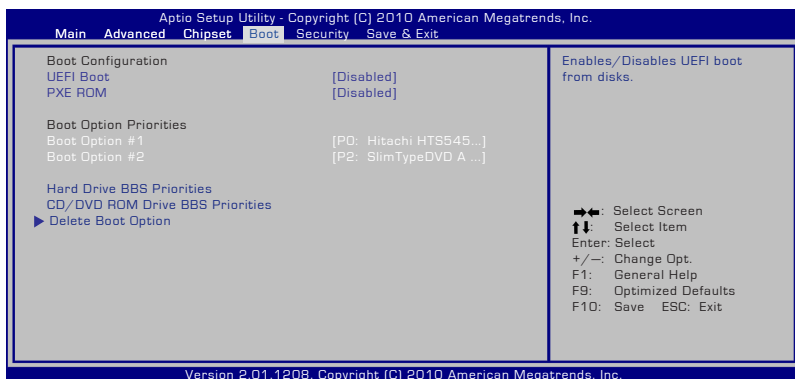 Aptio Setup Utility - Copyright (C) 2010 American Megatrends, Inc.
Main Advanced Chipset Boot Security Save & Exit
Boot Configuration
UEFI Boot [Disabled]
PXE ROM [Disabled]
Boot Option Priorities
Boot Option #1 [P0: Hitachi HTS545...]
Boot Option #2 [P2: SlimTypeDVD A ...]
Hard Drive BBS Priorities
CD/DVD ROM Drive BBS Priorities
▶ Delete Boot Option
Enables/Disables UEFI boot
from disks.
➡⬅: Select Screen
⬆⬇: Select Item
Enter: Select
+/—: Change Opt.
F1: General Help
F9: Optimized Defaults
F10: Save ESC: Exit
Version 2.01.1208. Copyright (C) 2010 American Megatrends, Inc.